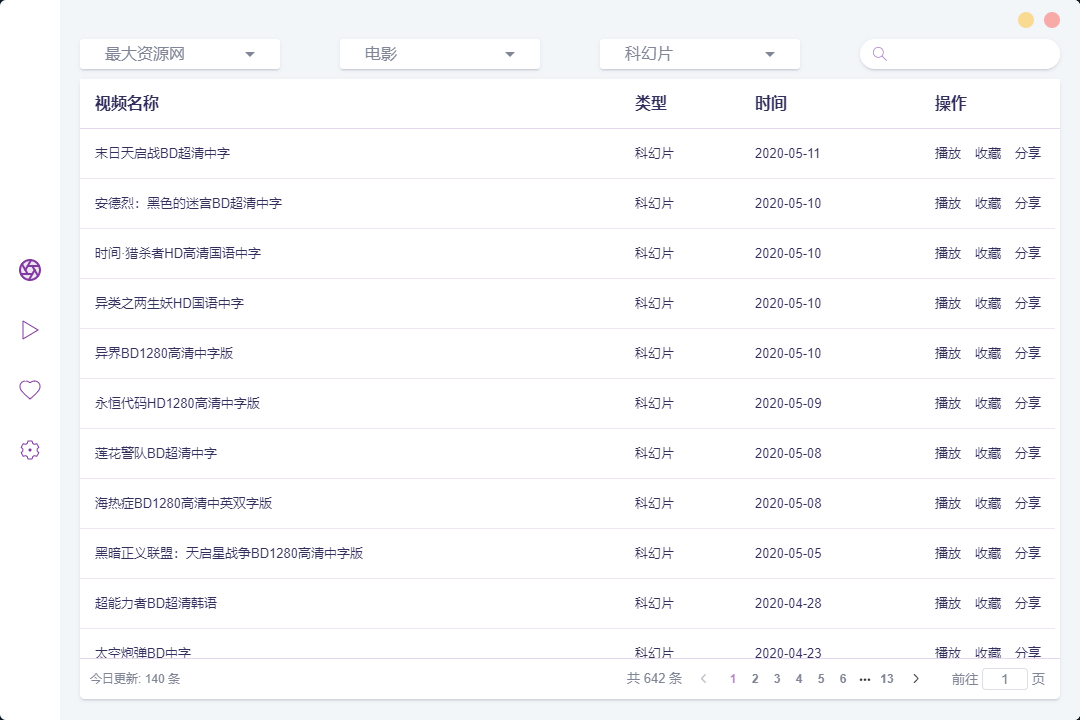 最大资源网 电影 科幻片
视频名称 类型 时间 操作
末日天启战BD超清中字 科幻片 2020-05-11 播放 收藏 分享
安德烈：黑色的迷宫BD超清中字 科幻片 2020-05-10 播放 收藏 分享
时间·猎杀者HD高清国语中字 科幻片 2020-05-10 播放 收藏 分享
异类之两生妖HD国语中字 科幻片 2020-05-10 播放 收藏 分享
异界BD1280高清中字版 科幻片 2020-05-10 播放 收藏 分享
永恒代码HD1280高清中字版 科幻片 2020-05-09 播放 收藏 分享
莲花警队BD超清中字 科幻片 2020-05-08 播放 收藏 分享
海热症BD1280高清中英双字版 科幻片 2020-05-08 播放 收藏 分享
黑暗正义联盟：天启星战争BD1280高清中字版 科幻片 2020-05-05 播放 收藏 分享
超能力者BD超清韩语 科幻片 2020-04-28 播放 收藏 分享
太空炮弹BD中字 科幻片 2020-04-23 播放 收藏 分享
今日更新: 140 条 共 642 条 1 2 3 4 5 6 ••• 13 前往 1 页